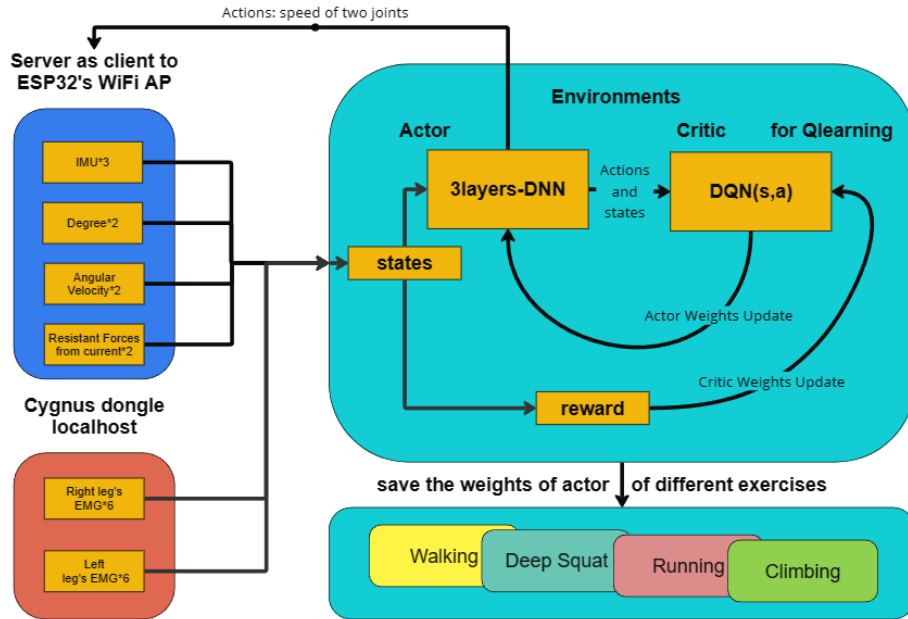 Actions: speed of two joints
Server as client to
ESP32's WiFi AP
IMU*3
Degree*2
Angular
Velocity*2
Resistant Forces
from current*2
Cygnus dongle
localhost
Right leg's
EMG*6
Left
leg's EMG*6
Environments
Actor
Critic
for Qlearning
3layers-DNN
Actions
and
states
DQN(s,a)
states
Actor Weights Update
Critic Weights Update
reward
save the weights of actor
of different exercises
Walking
Deep Squat
Running
Climbing